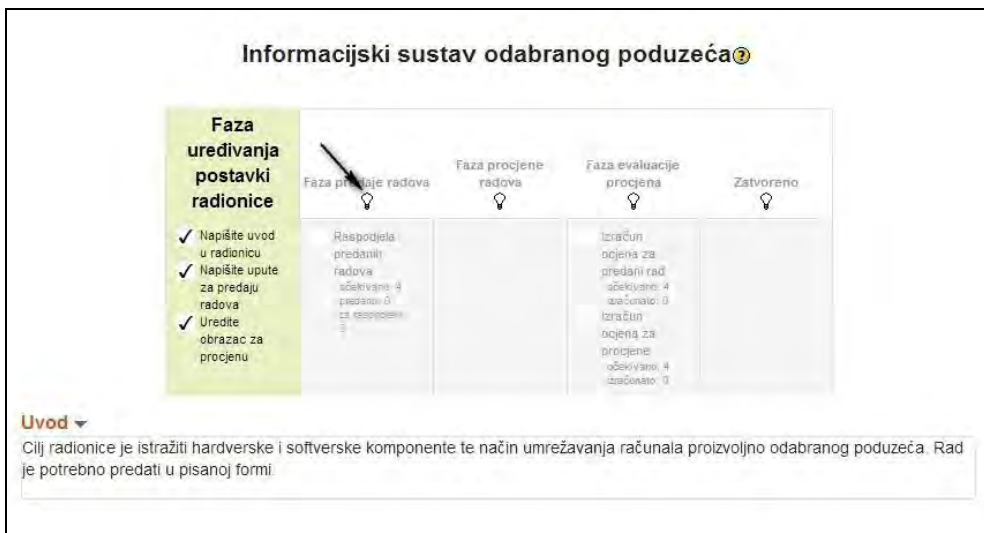 Informacijski sustav odabranog poduzeća
Faza
uređivanja
postavki
radionice
Napišite uvod
u radionicu
Napišite upute
za predaju
radova
Uredite
obrazac za
procjenu
Faza predaje radova
Raspodjela
predanih
radova
očekivano: 4
predano: 0
za raspodjelu:
Faza procjene
radova
Faza evaluacije
procjena
Izračun
ocjena za
predani rad
očekivano: 4
izračunato: 0
Izračun
ocjena za
procjene
očekivano: 4
izračunato: 0
Zatvoreno
Uvod
Cilj radionice je istražiti hardverske i softverske komponente te način umrežavanja računala proizvoljno odabranog poduzeća. Rad
je potrebno predati u pisanoj formi.